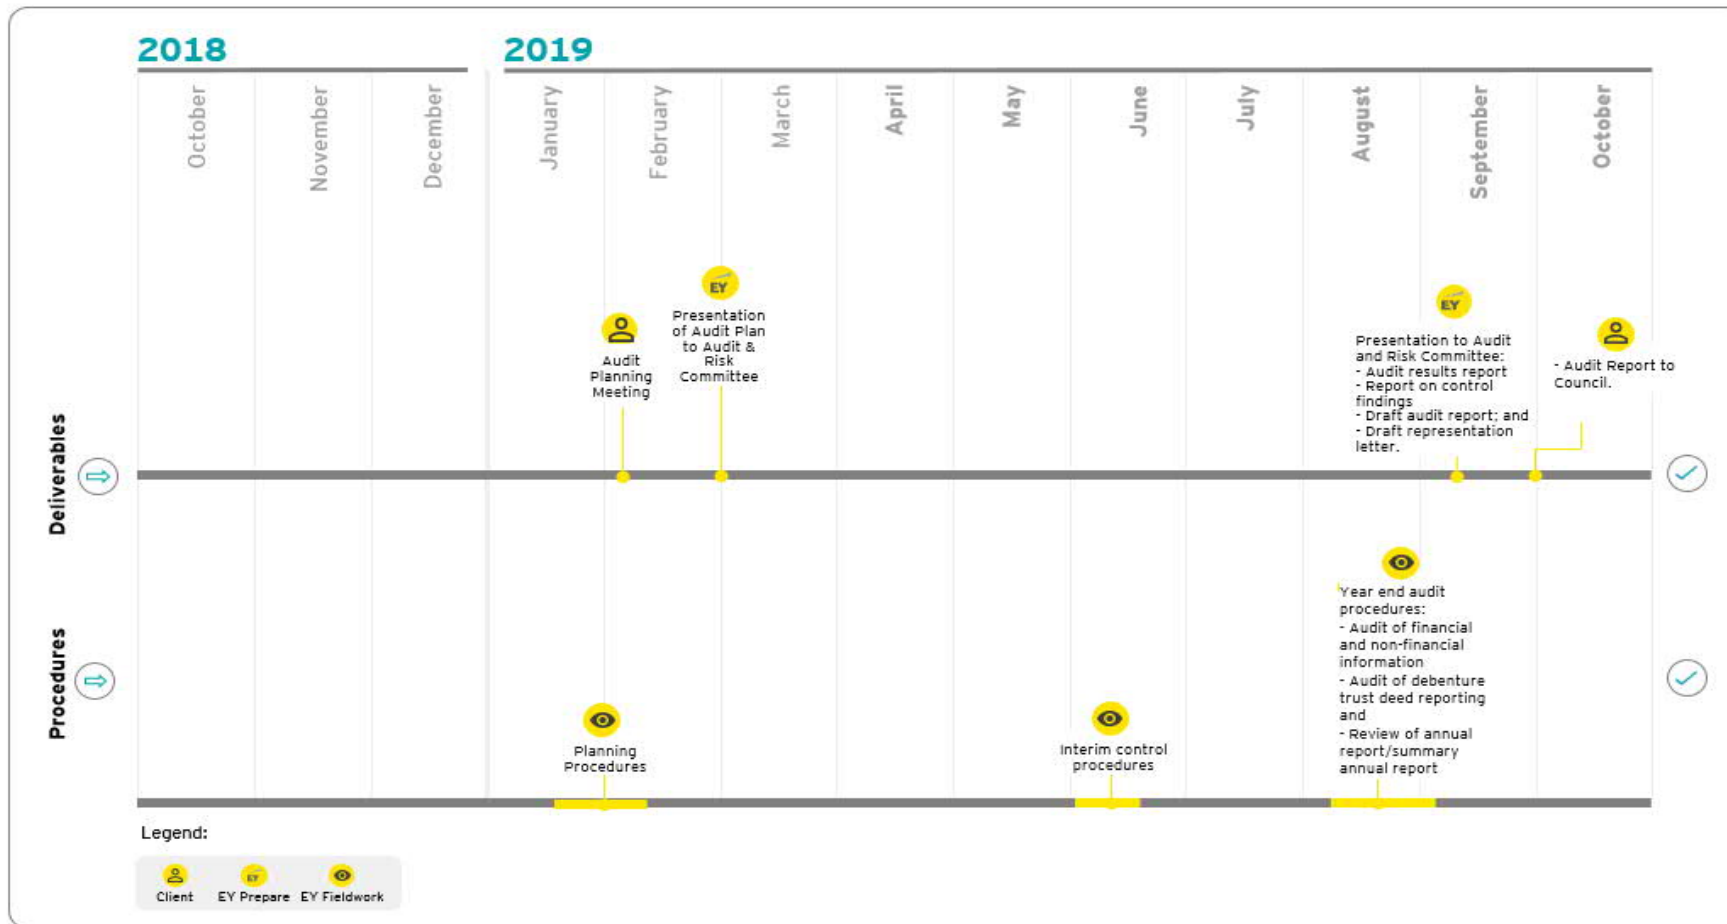 2018
2019
October
November
December
January
February
March
April
May
June
July
August
September
October
Deliverables
Audit
Planning
Meeting
EY
Presentation
of Audit Plan
to Audit &
Risk
Committee
EY
Presentation to Audit
and Risk Committee:
- Audit results report
- Report on control
findings
- Draft audit report; and
- Draft representation
letter.
- Audit Report to
Council.
Procedures
Planning
Procedures
Interim control
procedures
Year end audit
procedures:
- Audit of financial
and non-financial
information
- Audit of debenture
trust deed reporting
and
- Review of annual
report/summary
annual report
Legend:
EY
Client
EY Prepare
EY Fieldwork